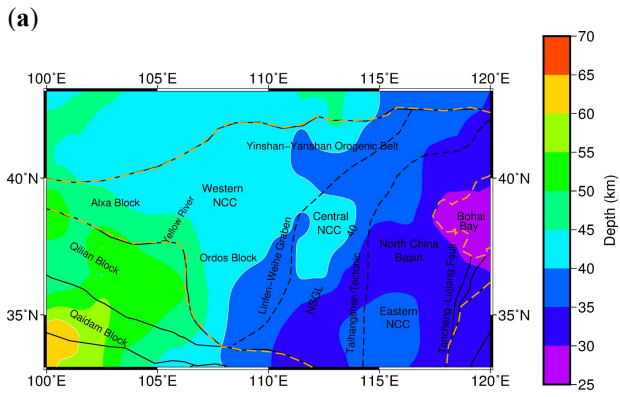 (a)
100°E 105°E 110°E 115°E 120°E
70
65
60
55
50
45
40
35
30
25
Depth (km)
Yinshan-Yanshan Orogenic Belt
40°N
40°N
Alxa Block
Western
NCC
Yellow River
Central
NCC
40
Bohai
Bay
Qilian Block
Ordos Block
Linfen-Weihe Graben
North China
Basin
NSGL
Taihangshan Tectonic
Tancheng-Lujiang Fault
35°N
35°N
Qaidam Block
Eastern
NCC
100°E 105°E 110°E 115°E 120°E